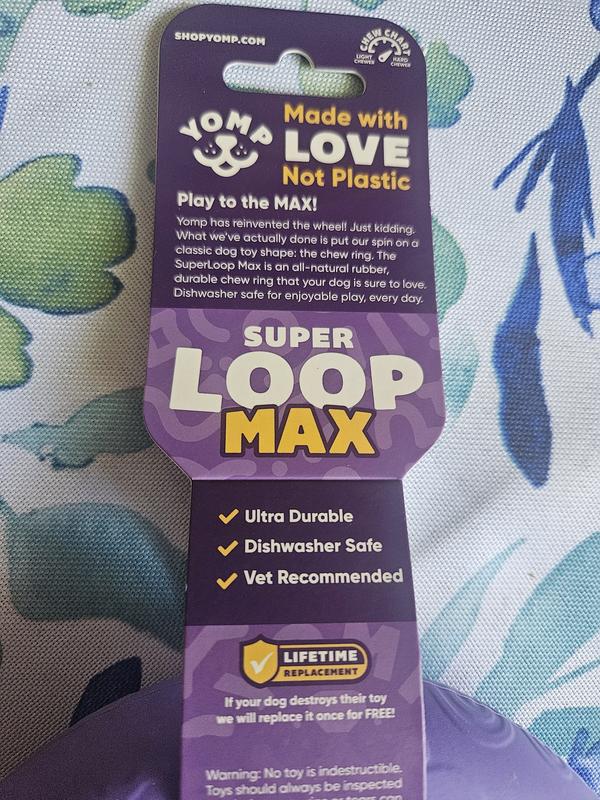 SHOPYOMP.COM
CHEW CHART
LIGHT CHEWER
HARD CHEWER
YOMP
Made with
LOVE
Not Plastic
Play to the MAX!
Yomp has reinvented the wheel! Just kidding.
What we've actually done is put our spin on a
classic dog toy shape: the chew ring. The
SuperLoop Max is an all-natural rubber,
durable chew ring that your dog is sure to love.
Dishwasher safe for enjoyable play, every day.
SUPER
LOOP
MAX
Ultra Durable
Dishwasher Safe
Vet Recommended
LIFETIME
REPLACEMENT
If your dog destroys their toy
we will replace it once for FREE!
Warning: No toy is indestructible.
Toys should always be inspected
or tears can